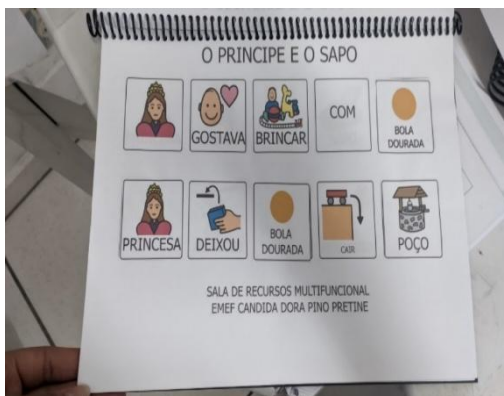 O PRINCIPE E O SAPO
GOSTAVA BRINCAR COM BOLA DOURADA
PRINCESA DEIXOU BOLA DOURADA CAIR POÇO
SALA DE RECURSOS MULTIFUNCIONAL
EMEF CANDIDA DORA PINO PRETINE